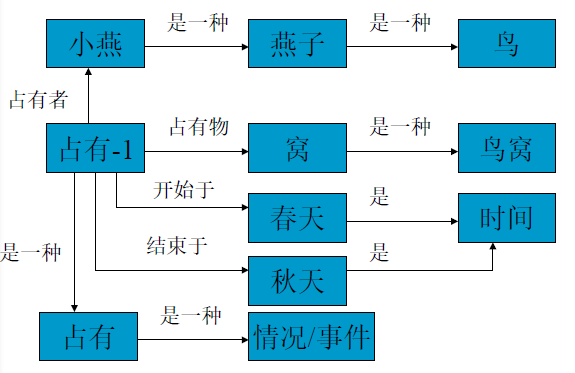 是一种
是一种
小燕
燕子
鸟
占有者
占有物
是一种
占有-1
窝
鸟窝
开始于
是
春天
时间
结束于
是
是一种
秋天
是一种
占有
情况/事件